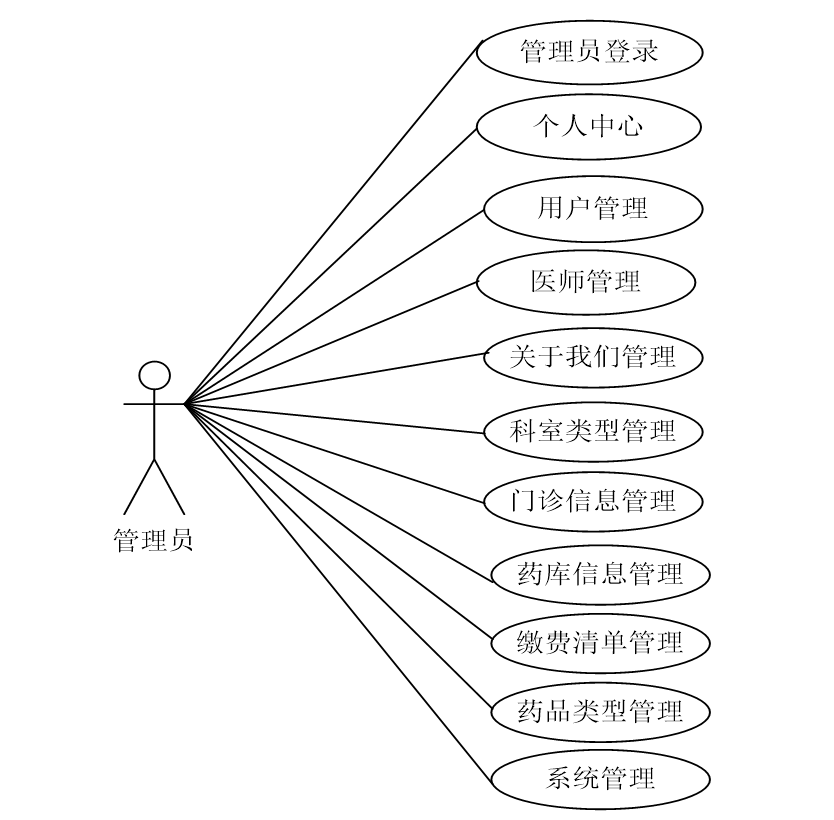 管理员登录
个人中心
用户管理
医师管理
关于我们管理
科室类型管理
门诊信息管理
管理员
药库信息管理
缴费清单管理
药品类型管理
系统管理